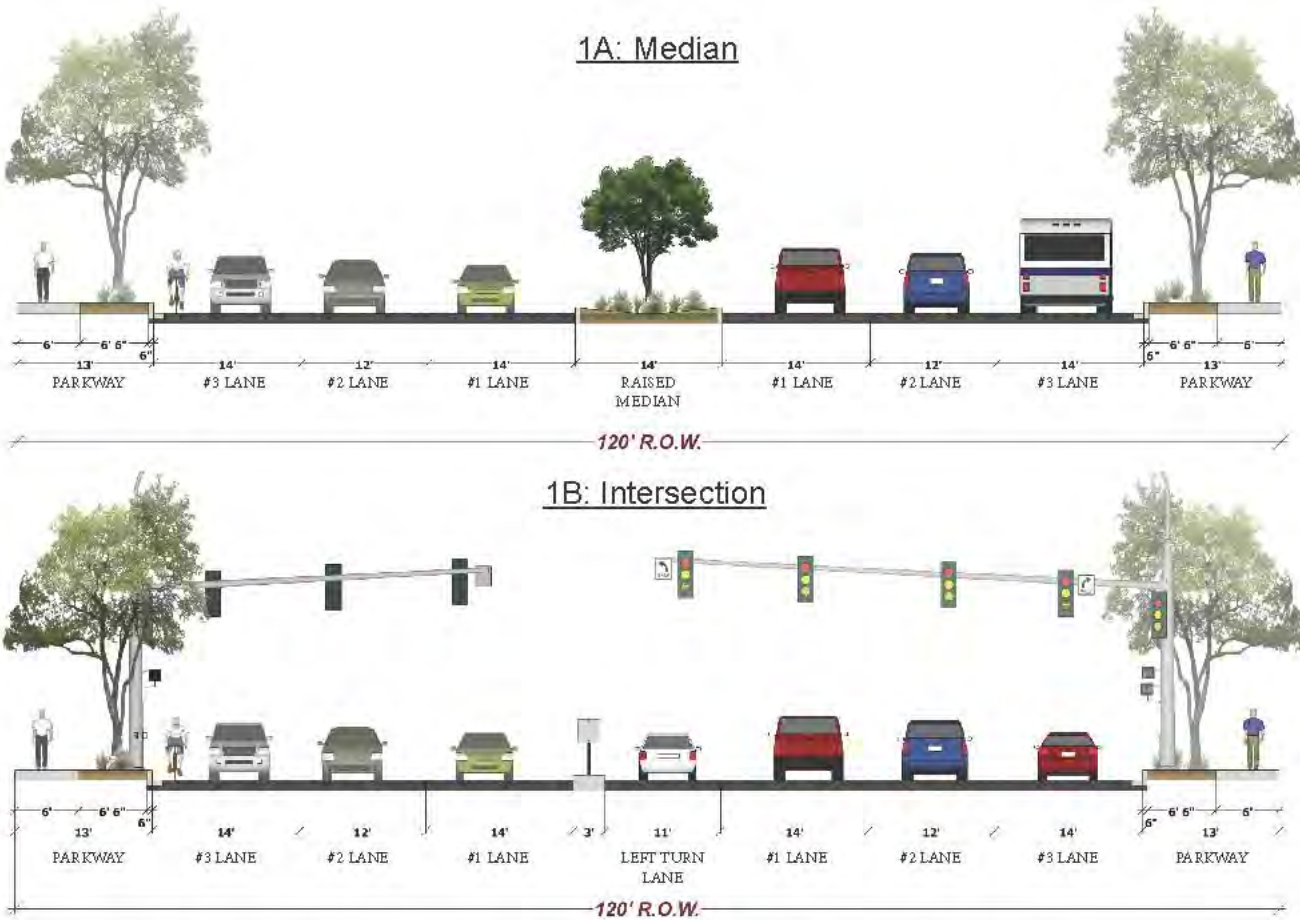 1A: Median
6' 6' 6" 6" 6" 6' 6" 6'
13' 14' 12' 14' 14' 14' 12' 14' 13'
PARKWAY #3 LANE #2 LANE #1 LANE RAISED MEDIAN #1 LANE #2 LANE #3 LANE PARKWAY
120' R.O.W.
1B: Intersection
6' 6' 6" 6" 6" 6' 6" 6'
13' 14' 12' 14' 3' 11' 14' 12' 14' 13'
PARKWAY #3 LANE #2 LANE #1 LANE LEFT TURN LANE #1 LANE #2 LANE #3 LANE PARKWAY
120' R.O.W.